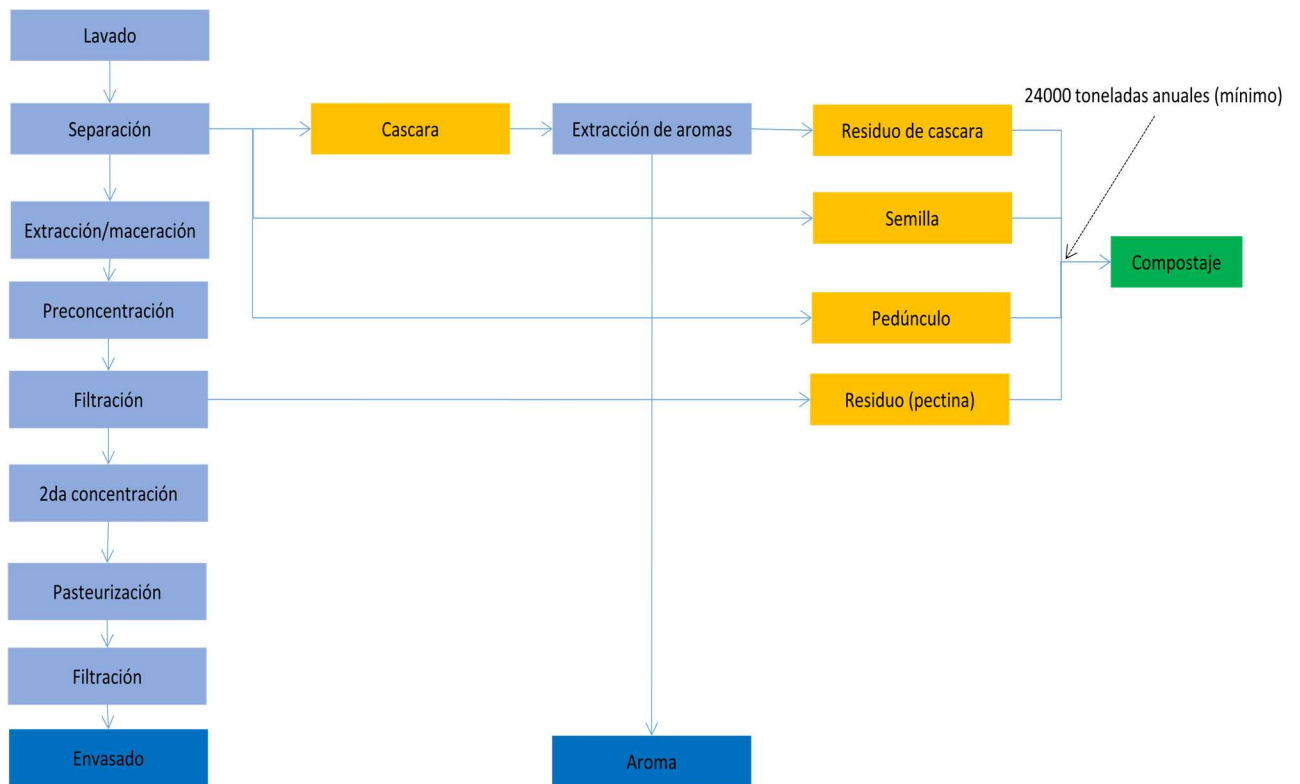 Lavado
24000 toneladas anuales (mínimo)
Separación
Cascara
Extracción de aromas
Residuo de cascara
Extracción/maceración
Semilla
Compostaje
Preconcentración
Pedúnculo
Filtración
Residuo (pectina)
2da concentración
Pasteurización
Filtración
Envasado
Aroma